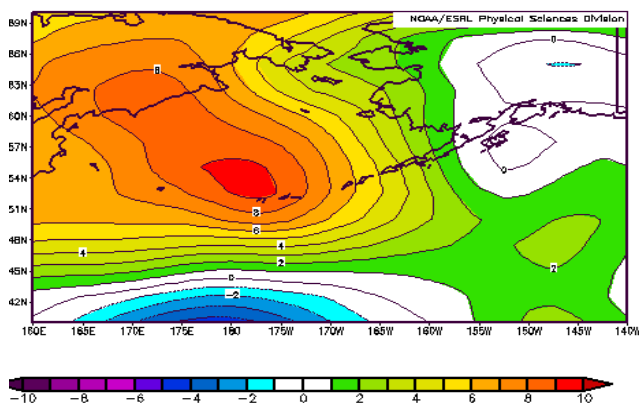 NOAA/ESRL Physical Sciences Division
69N
66N
63N
60N
57N
54N
51N
48N
45N
42N
0
8
0
8
6
4
4
2
2
0
-2
160E 165E 170E 175E 180 175W 170W 165W 160W 155W 150W 145W 140W
-10 -8 -6 -4 -2 0 2 4 6 8 10